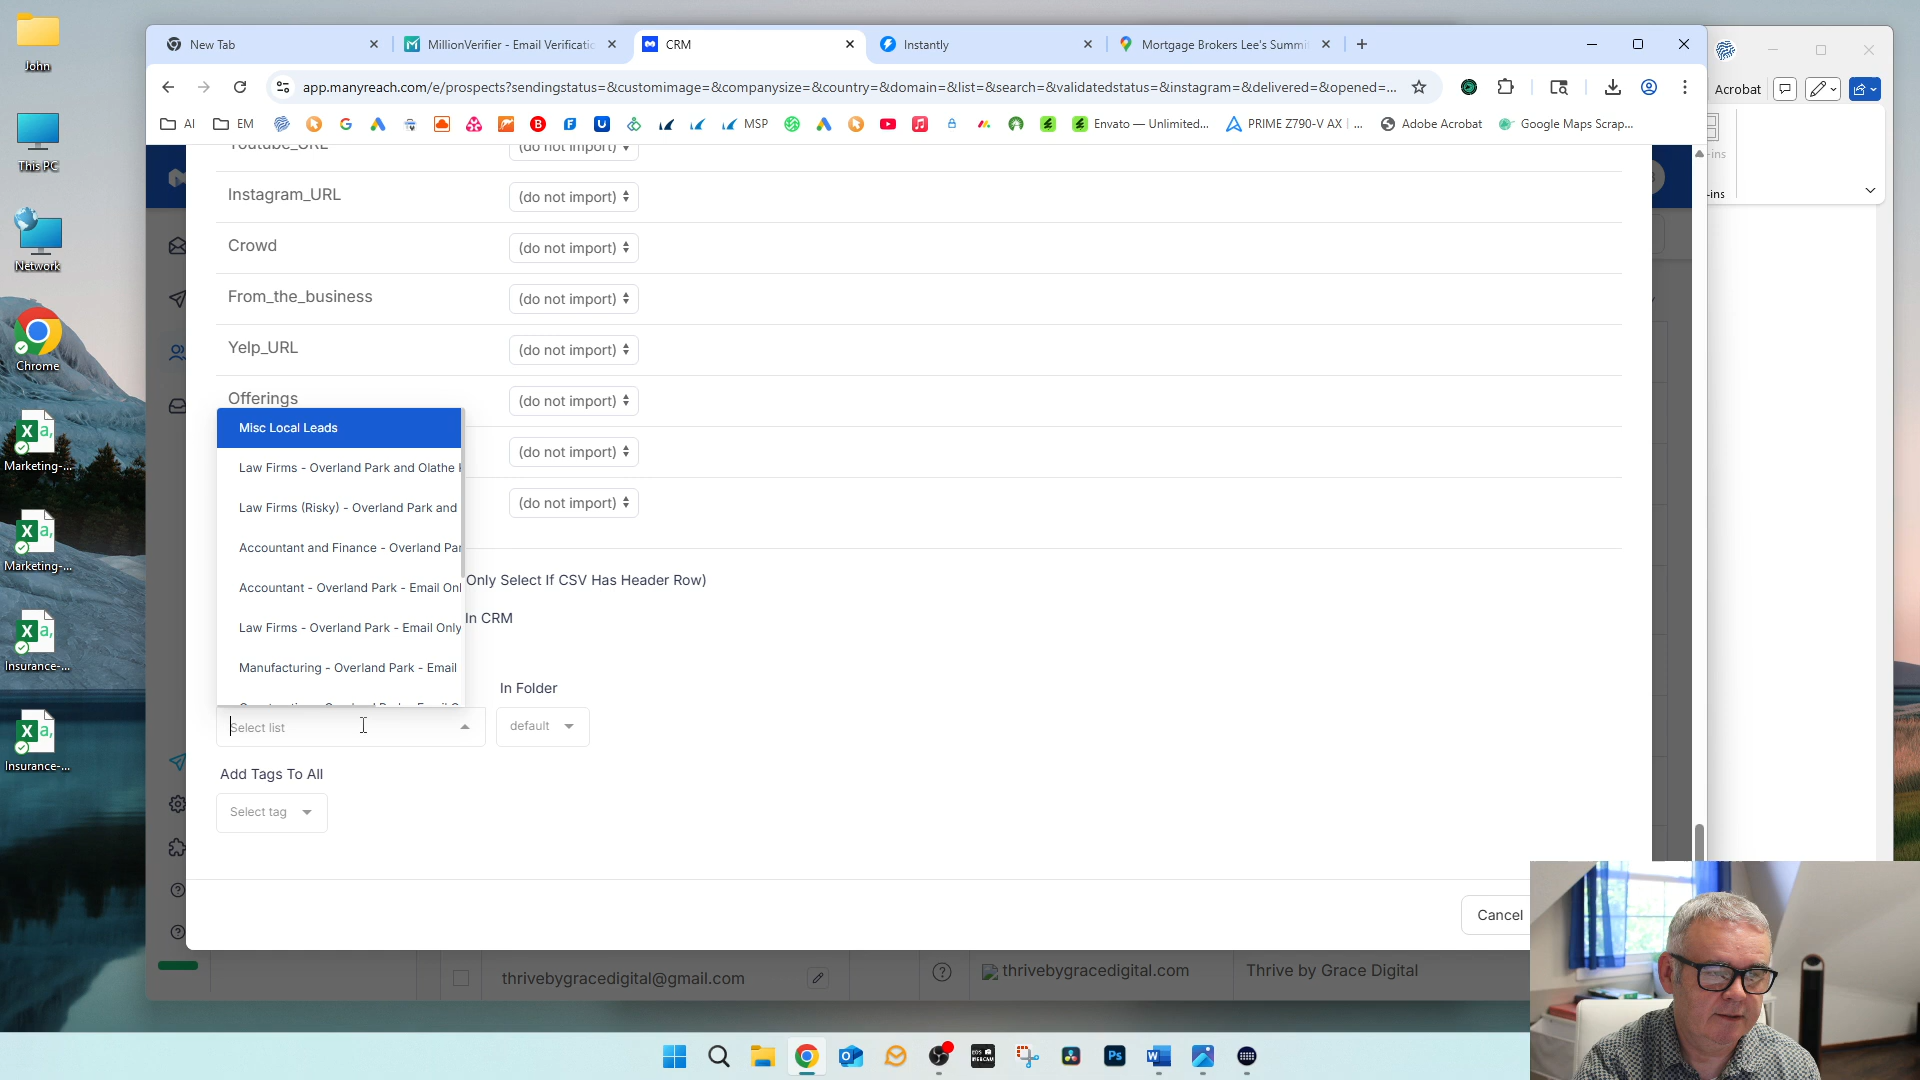 John
This PC
Network
Chrome
Marketing-...
Marketing-...
Insurance-...
Insurance-...
New Tab
MillionVerifier - Email Verificatic
CRM
Instantly
Mortgage Brokers Lee's Summi
app.manyreach.com/e/prospects?sendingstatus=&customimage=&companysize=&country=&domain=&list=&search=&validatedstatus=&instagram=&delivered=&opened=...
AI
EM
MSP
Envato — Unlimited...
PRIME Z790-V AX | ...
Adobe Acrobat
Google Maps Scrap...
Acrobat
-ins
-ins
Youtube_URL
(do not import)
Instagram_URL
(do not import)
Crowd
(do not import)
From_the_business
(do not import)
Yelp_URL
(do not import)
Offerings
(do not import)
(do not import)
(do not import)
Misc Local Leads
Law Firms - Overland Park and Olathe
Law Firms (Risky) - Overland Park and
Accountant and Finance - Overland Par
Accountant - Overland Park - Email Onl
Law Firms - Overland Park - Email Only
Manufacturing - Overland Park - Email
Only Select If CSV Has Header Row)
In CRM
In Folder
Select list
default
Add Tags To All
Select tag
Cancel
thrivebygracedigital@gmail.com
thrivebygracedigital.com
Thrive by Grace Digital